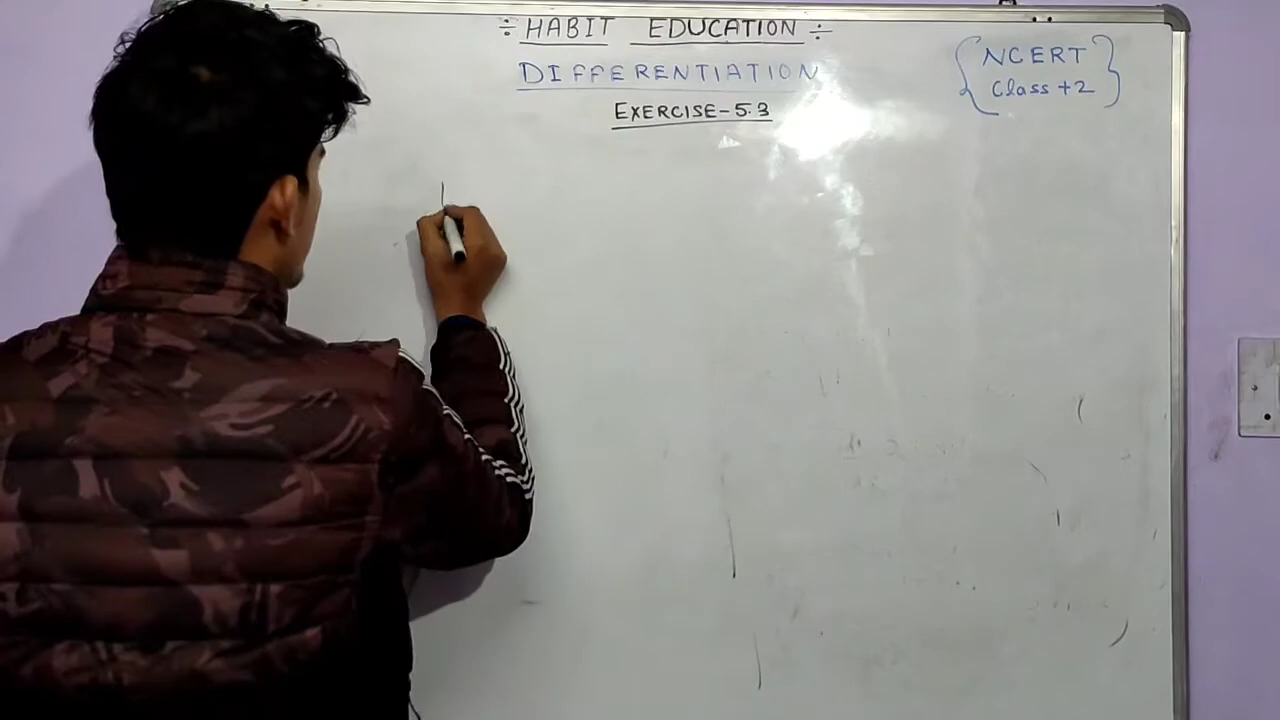 ÷ HABIT EDUCATION ÷
DIFFERENTIATION
EXERCISE-5.3
{NCERT
Class +2}